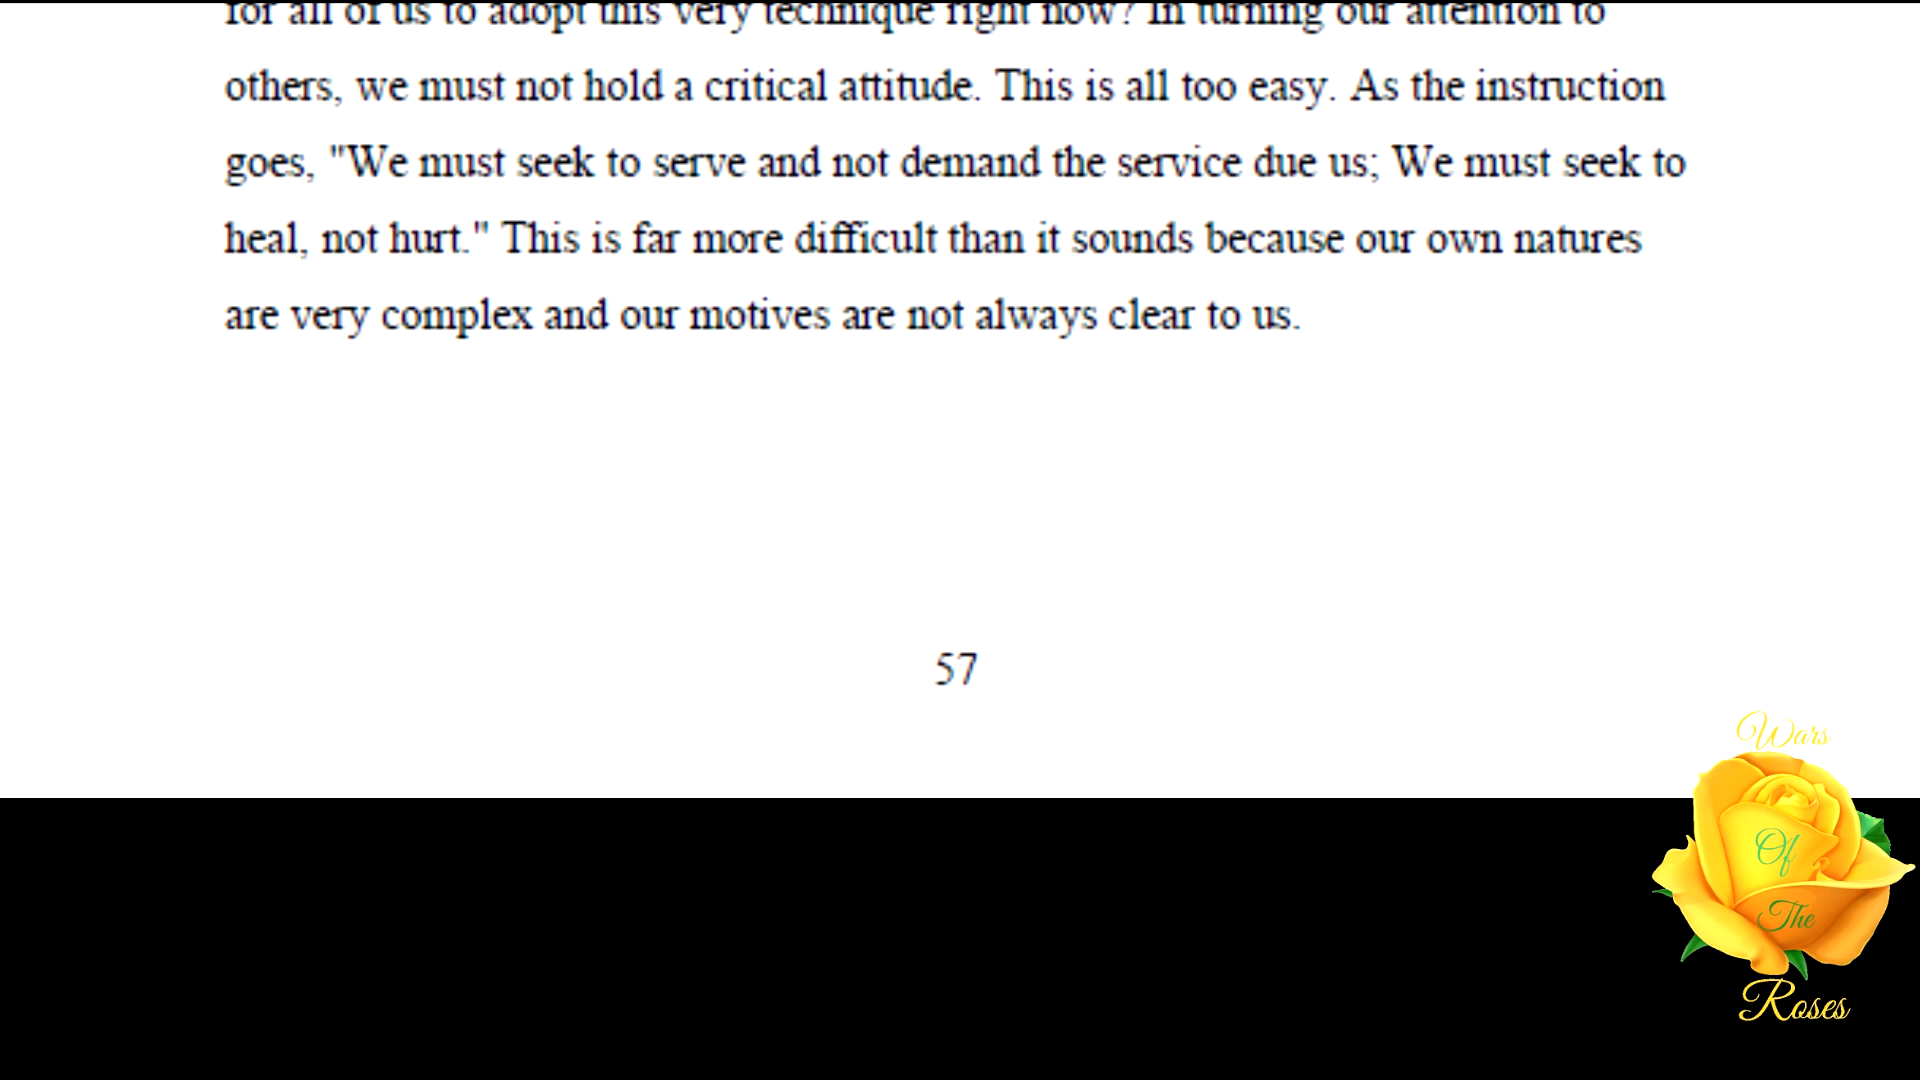 for all of us to adopt this very technique right now? In turning our attention to
others, we must not hold a critical attitude. This is all too easy. As the instruction
goes, "We must seek to serve and not demand the service due us; We must seek to
heal, not hurt." This is far more difficult than it sounds because our own natures
are very complex and our motives are not always clear to us.
57
Wars
Of
The
Roses